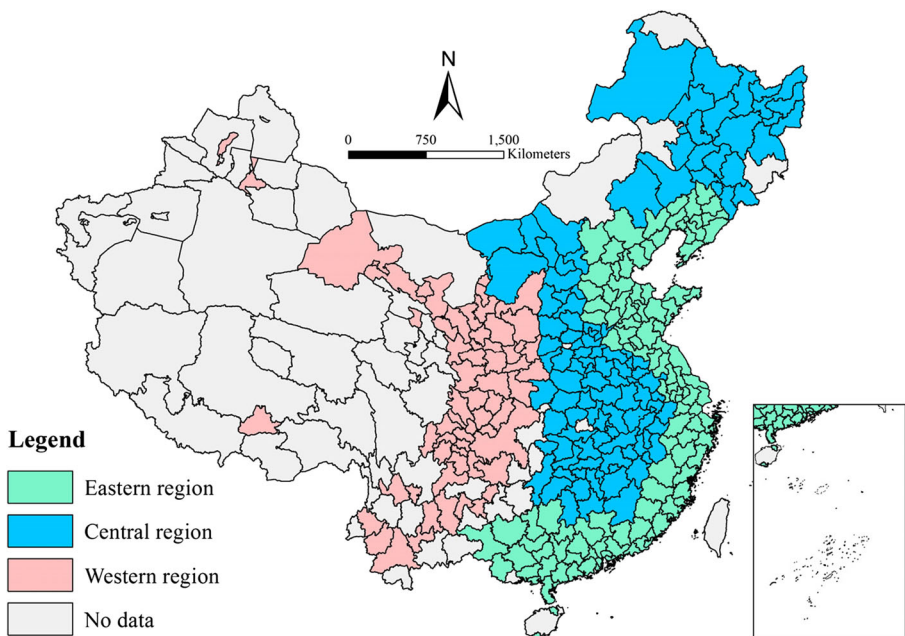 N
0 750 1,500
Kilometers
Legend
Eastern region
Central region
Western region
No data